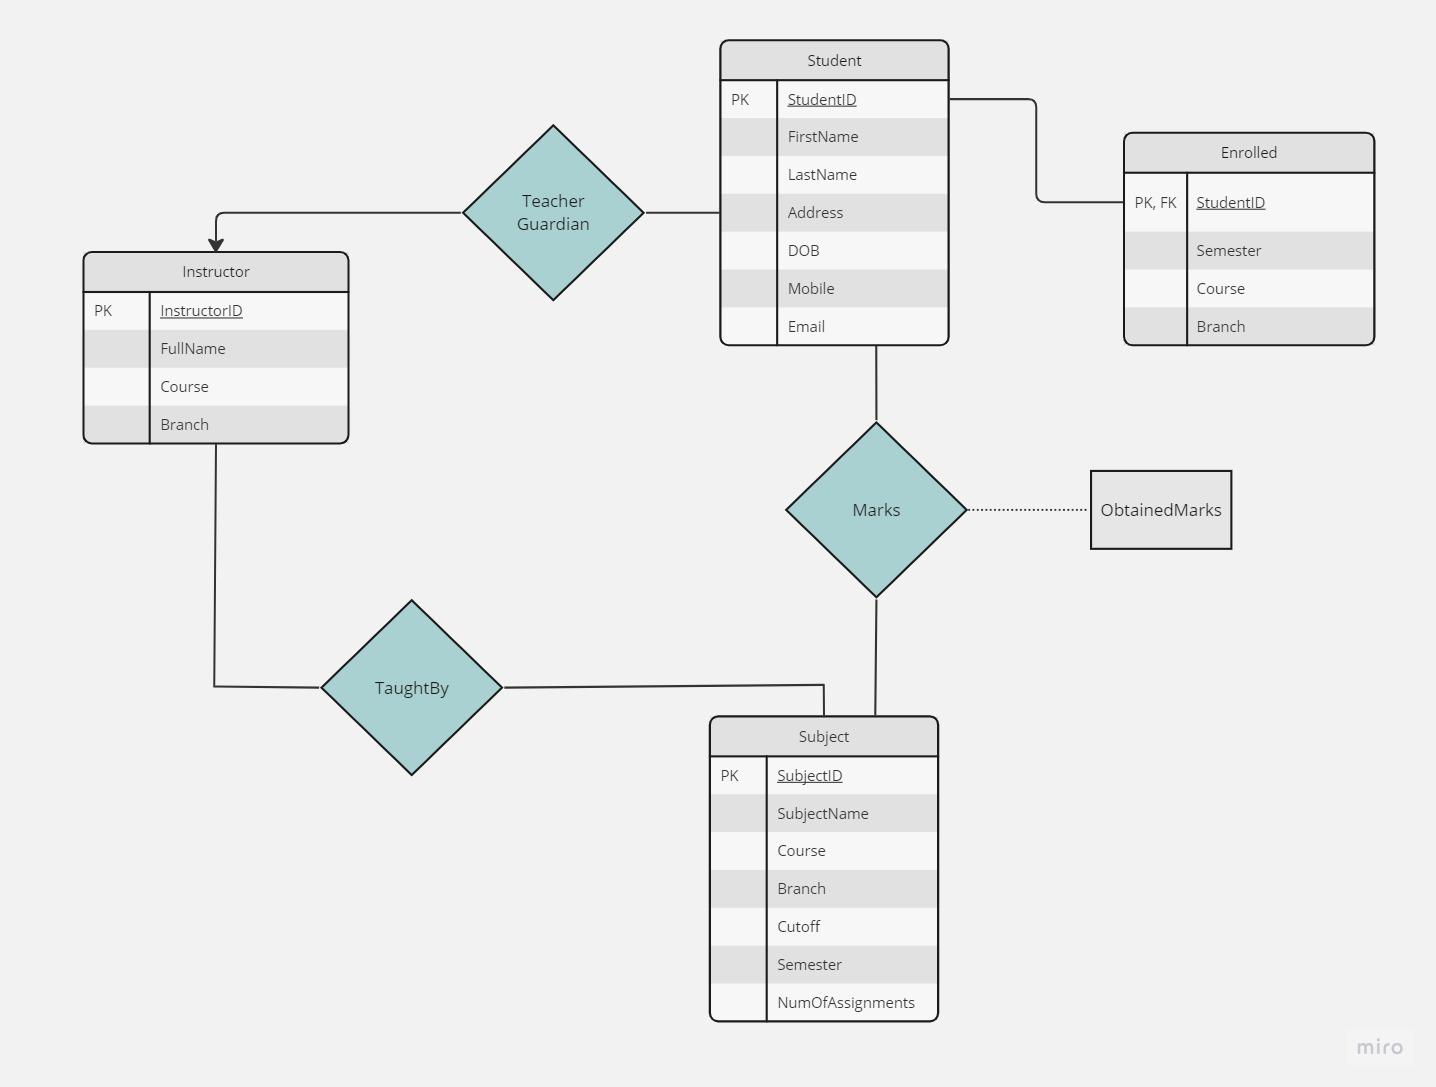 Student
PK StudentID
FirstName
LastName
Address
DOB
Mobile
Email
Enrolled
PK, FK StudentID
Semester
Course
Branch
Teacher
Guardian
Instructor
PK InstructorID
FullName
Course
Branch
Marks
ObtainedMarks
TaughtBy
Subject
PK SubjectID
SubjectName
Course
Branch
Cutoff
Semester
NumOfAssignments
miro